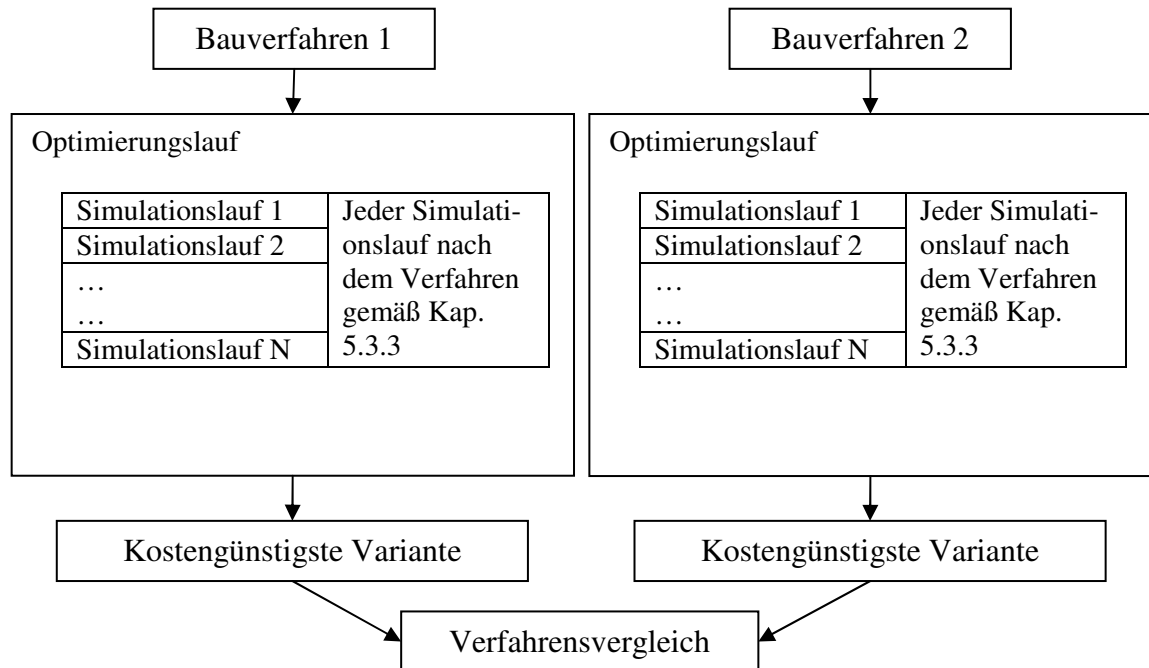 Bauverfahren 1
Bauverfahren 2
Optimierungslauf
Simulationslauf 1
Simulationslauf 2
…
…
Simulationslauf N
Jeder Simulati-
onslauf nach
dem Verfahren
gemäß Kap.
5.3.3
Optimierungslauf
Simulationslauf 1
Simulationslauf 2
…
…
Simulationslauf N
Jeder Simulati-
onslauf nach
dem Verfahren
gemäß Kap.
5.3.3
Kostengünstigste Variante
Kostengünstigste Variante
Verfahrensvergleich